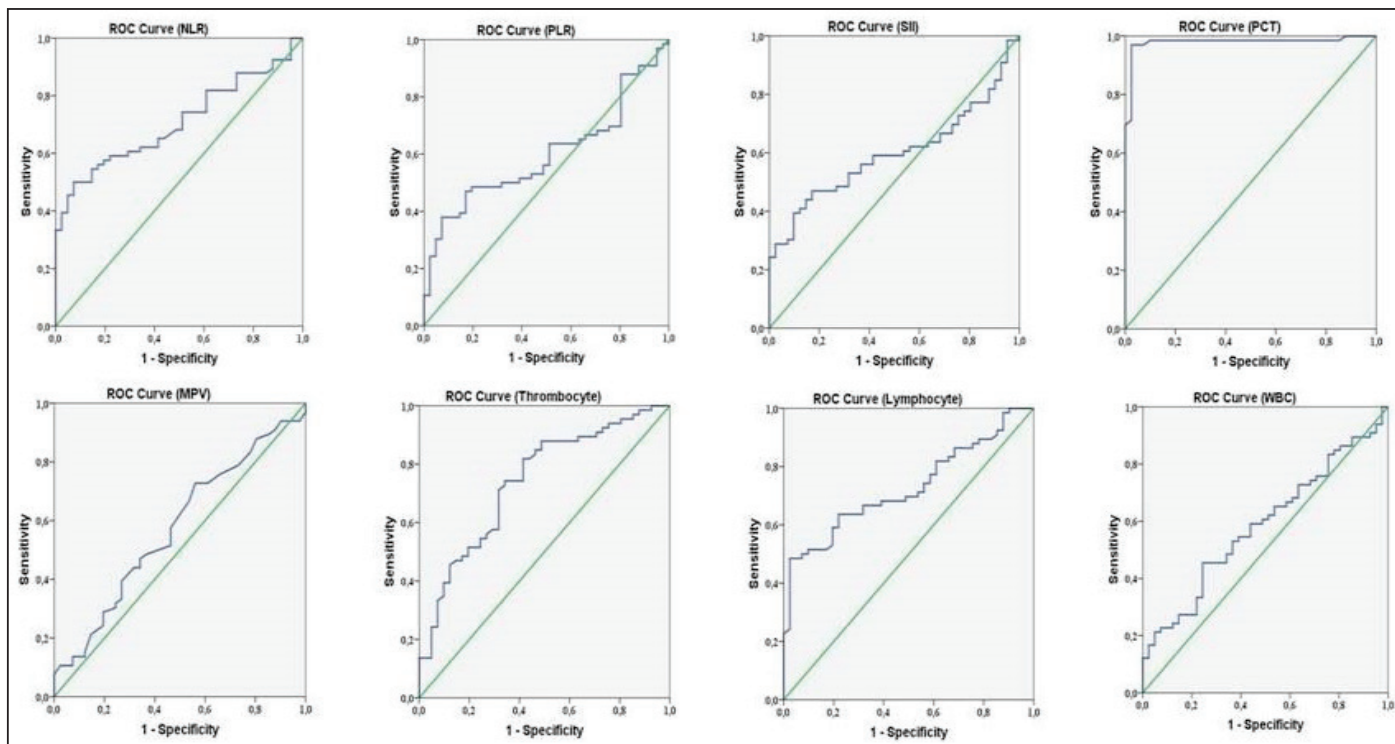 ROC Curve (NLR)
1,0
0,8
0,6
0,4
0,2
0,0
Sensitivity
0,0 0,2 0,4 0,6 0,8 1,0
1 - Specificity
ROC Curve (PLR)
1,0
0,8
0,6
0,4
0,2
0,0
Sensitivity
0,0 0,2 0,4 0,6 0,8 1,0
1 - Specificity
ROC Curve (SII)
1,0
0,8
0,6
0,4
0,2
0,0
Sensitivity
0,0 0,2 0,4 0,6 0,8 1,0
1 - Specificity
ROC Curve (PCT)
1,0
0,8
0,6
0,4
0,2
0,0
Sensitivity
0,0 0,2 0,4 0,6 0,8 1,0
1 - Specificity
ROC Curve (MPV)
1,0
0,8
0,6
0,4
0,2
0,0
Sensitivity
0,0 0,2 0,4 0,6 0,8 1,0
1 - Specificity
ROC Curve (Thrombocyte)
1,0
0,8
0,6
0,4
0,2
0,0
Sensitivity
0,0 0,2 0,4 0,6 0,8 1,0
1 - Specificity
ROC Curve (Lymphocyte)
1,0
0,8
0,6
0,4
0,2
0,0
Sensitivity
0,0 0,2 0,4 0,6 0,8 1,0
1 - Specificity
ROC Curve (WBC)
1,0
0,8
0,6
0,4
0,2
0,0
Sensitivity
0,0 0,2 0,4 0,6 0,8 1,0
1 - Specificity